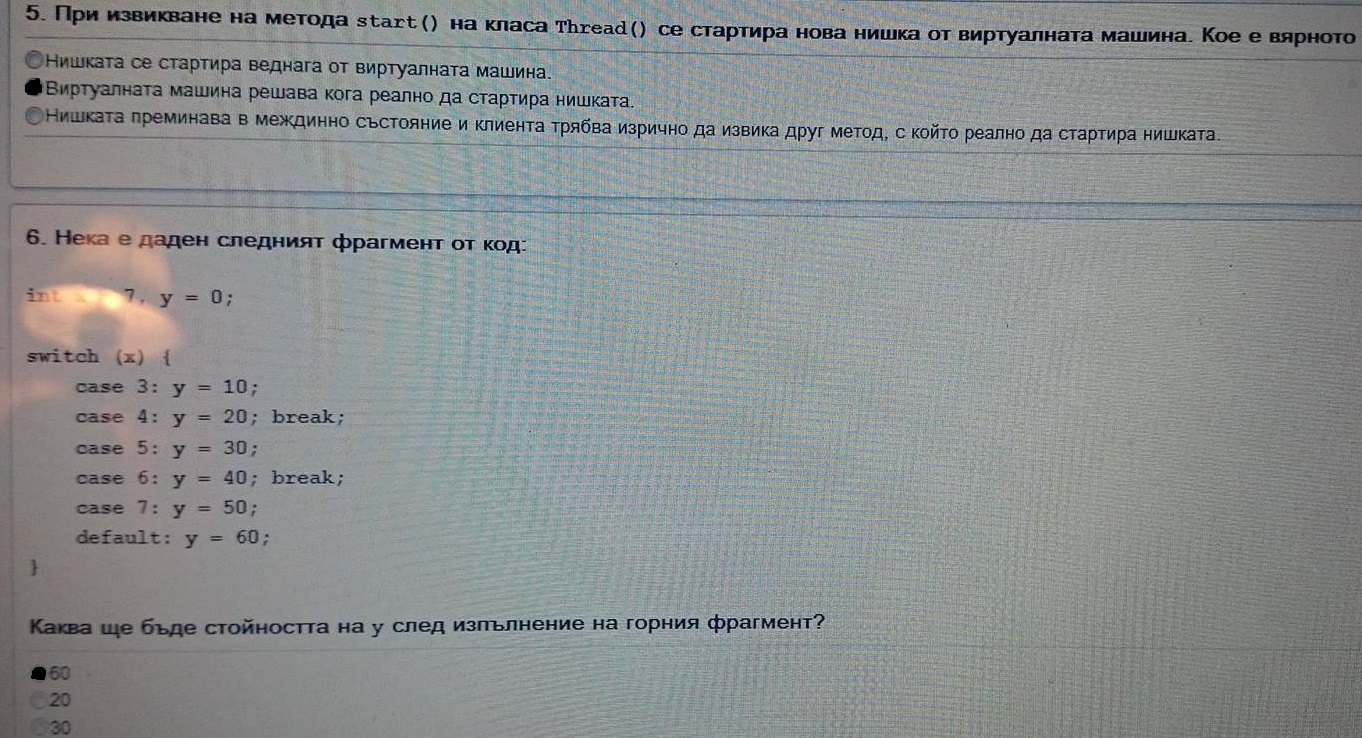 5. При извикване на метода start() на класа Thread() се стартира нова нишка от виртуалната машина. Кое е вярното
Нишката се стартира веднага от виртуалната машина.
Виртуалната машина решава кога реално да стартира нишката.
Нишката преминава в междинно състояние и клиента трябва изрично да извика друг метод, с който реално да стартира нишката.
6. Нека е даден следният фрагмент от код:
int 7, y = 0;
switch (x) {
case 3: y = 10;
case 4: y = 20; break;
case 5: y = 30;
case 6: y = 40; break;
case 7: y = 50;
default: y = 60;
}
Каква ще бъде стойността на y след изпълнение на горния фрагмент?
60
20
30